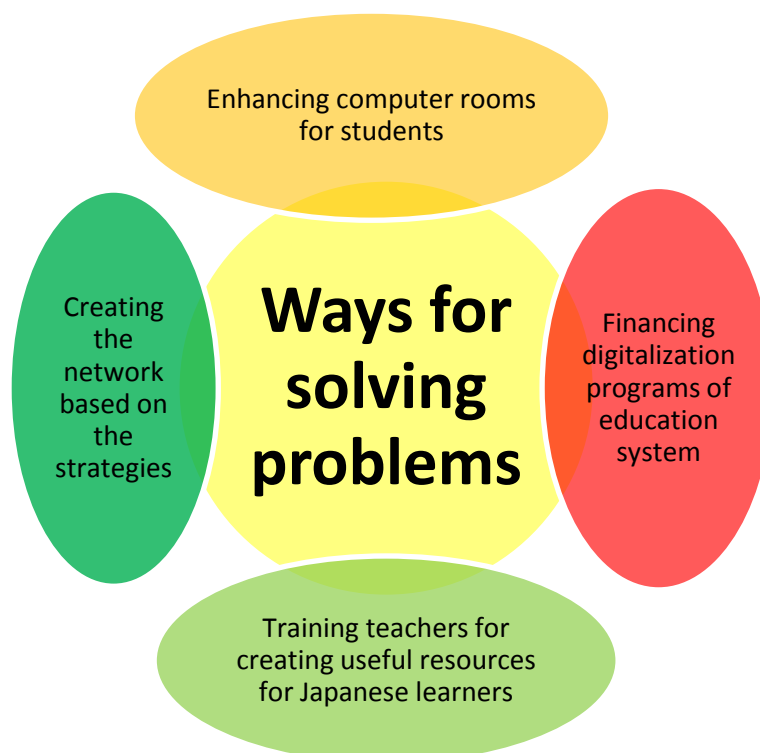 Enhancing computer rooms
for students
Creating
the
network
based on
the
strategies
Ways for
solving
problems
Financing
digitalization
programs of
education
system
Training teachers for
creating useful resources
for Japanese learners